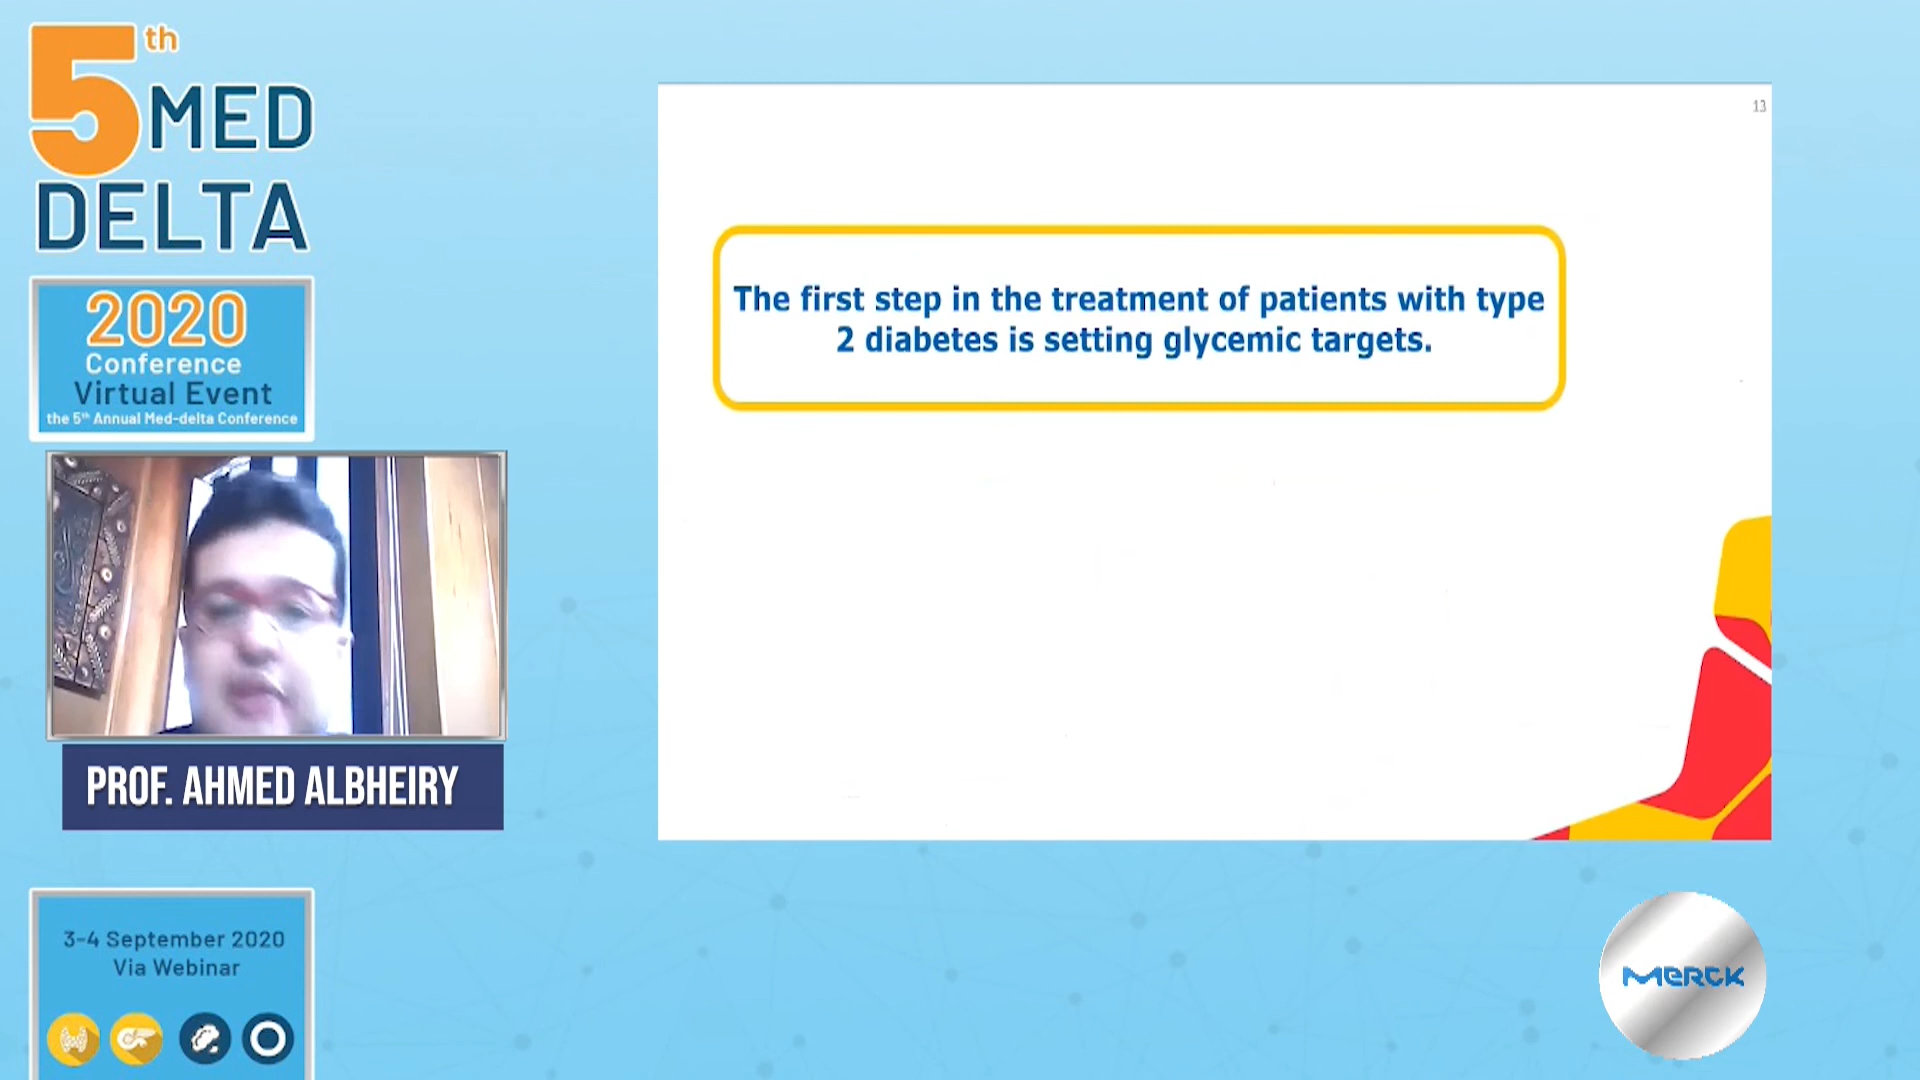 5th
MED
DELTA
2020
Conference
Virtual Event
the 5th Annual Med-delta Conference
PROF. AHMED ALBHEIRY
3-4 September 2020
Via Webinar
13
The first step in the treatment of patients with type
2 diabetes is setting glycemic targets.
MERCK